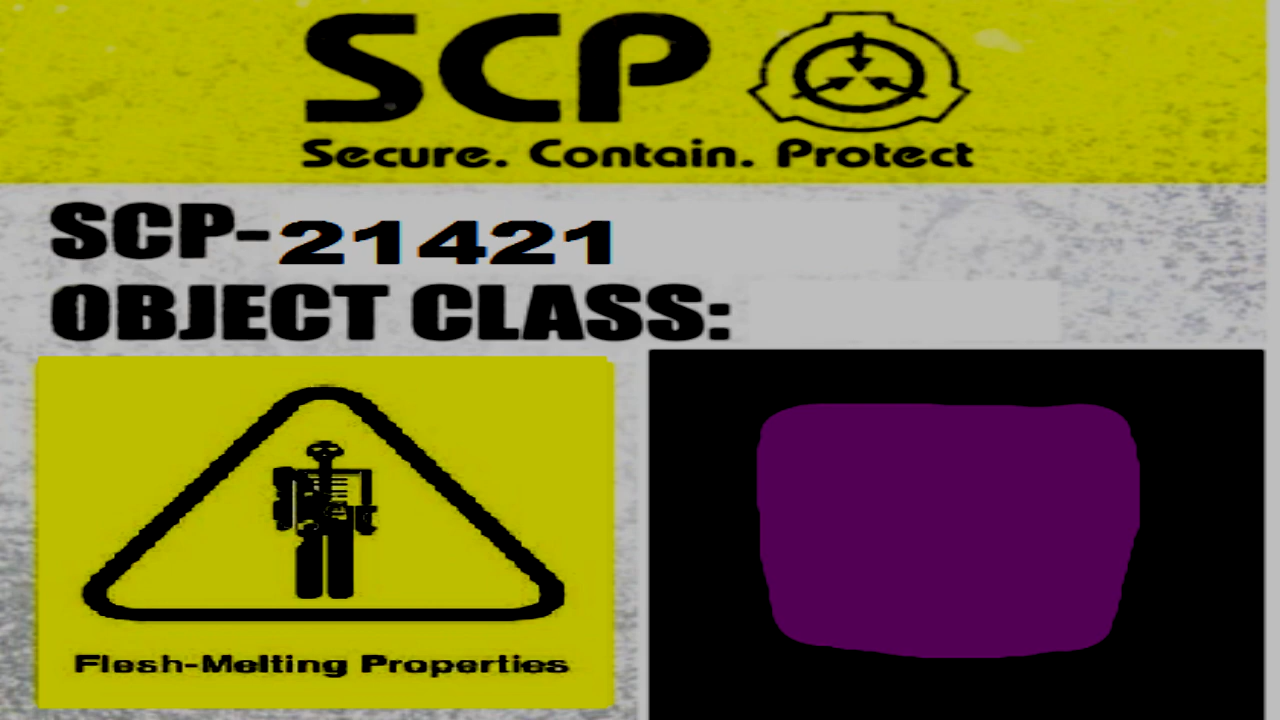 SCP
Secure. Contain. Protect
SCP-21421
OBJECT CLASS:
Flesh-Melting Properties